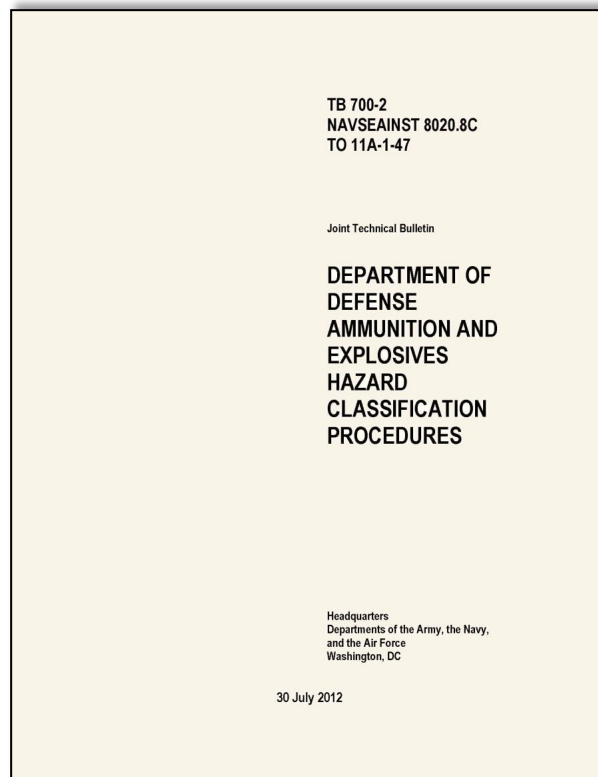 TB 700-2
NAVSEAINST 8020.8C
TO 11A-1-47
Joint Technical Bulletin
DEPARTMENT OF
DEFENSE
AMMUNITION AND
EXPLOSIVES
HAZARD
CLASSIFICATION
PROCEDURES
Headquarters
Departments of the Army, the Navy,
and the Air Force
Washington, DC
30 July 2012